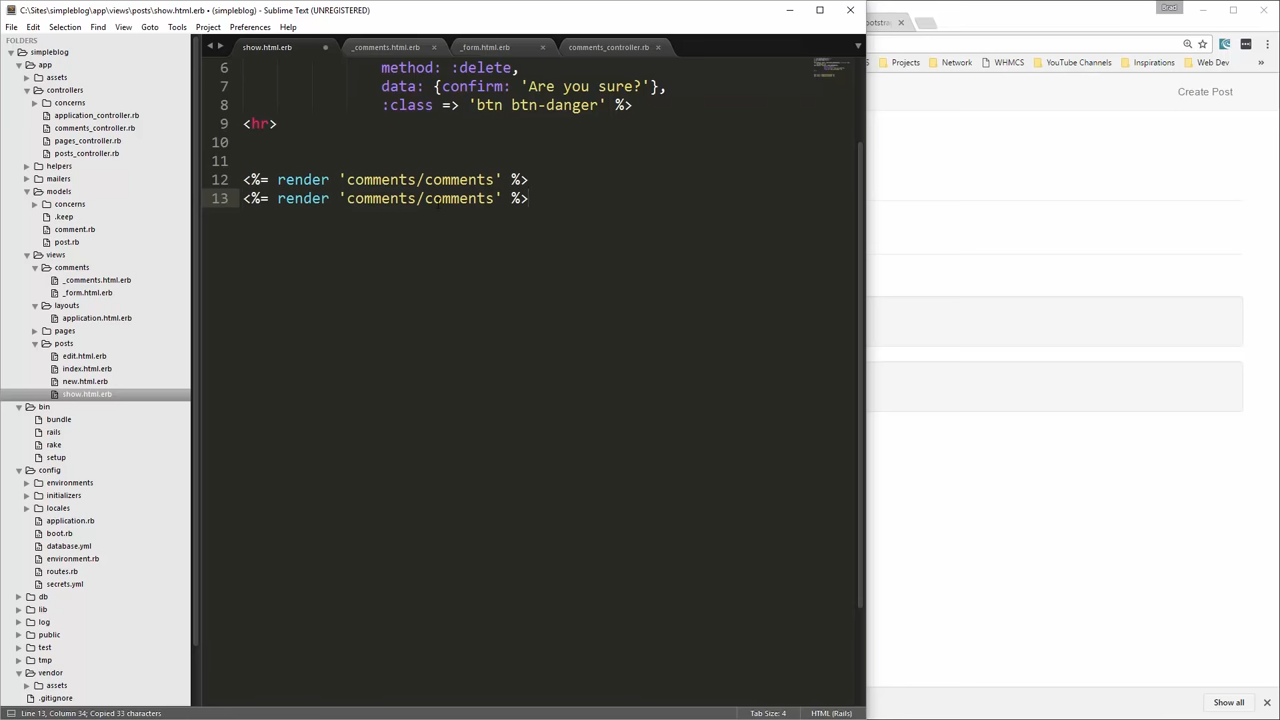 C:\Sites\simpleblog\app\views\posts\show.html.erb • (simpleblog) - Sublime Text (UNREGISTERED)
Brad
File Edit Selection Find View Goto Tools Project Preferences Help
FOLDERS
show.html.erb
_comments.html.erb
_form.html.erb
comments_controller.rb
Projects
Network
WHMCS
YouTube Channels
Inspirations
Web Dev
Create Post
simpleblog
app
assets
controllers
concerns
application_controller.rb
comments_controller.rb
pages_controller.rb
posts_controller.rb
helpers
mailers
models
concerns
.keep
comment.rb
post.rb
views
comments
_comments.html.erb
_form.html.erb
layouts
application.html.erb
pages
posts
edit.html.erb
index.html.erb
new.html.erb
show.html.erb
bin
bundle
rails
rake
setup
config
environments
initializers
locales
application.rb
boot.rb
database.yml
environment.rb
routes.rb
secrets.yml
db
lib
log
public
test
tmp
vendor
assets
.gitignore
6 method: :delete,
7 data: {confirm: 'Are you sure?'},
8 :class => 'btn btn-danger' %>
9 <hr>
10
11
12 <%= render 'comments/comments' %>
13 <%= render 'comments/comments' %>
Show all
Line 13, Column 34; Copied 33 characters
Tab Size: 4
HTML (Rails)